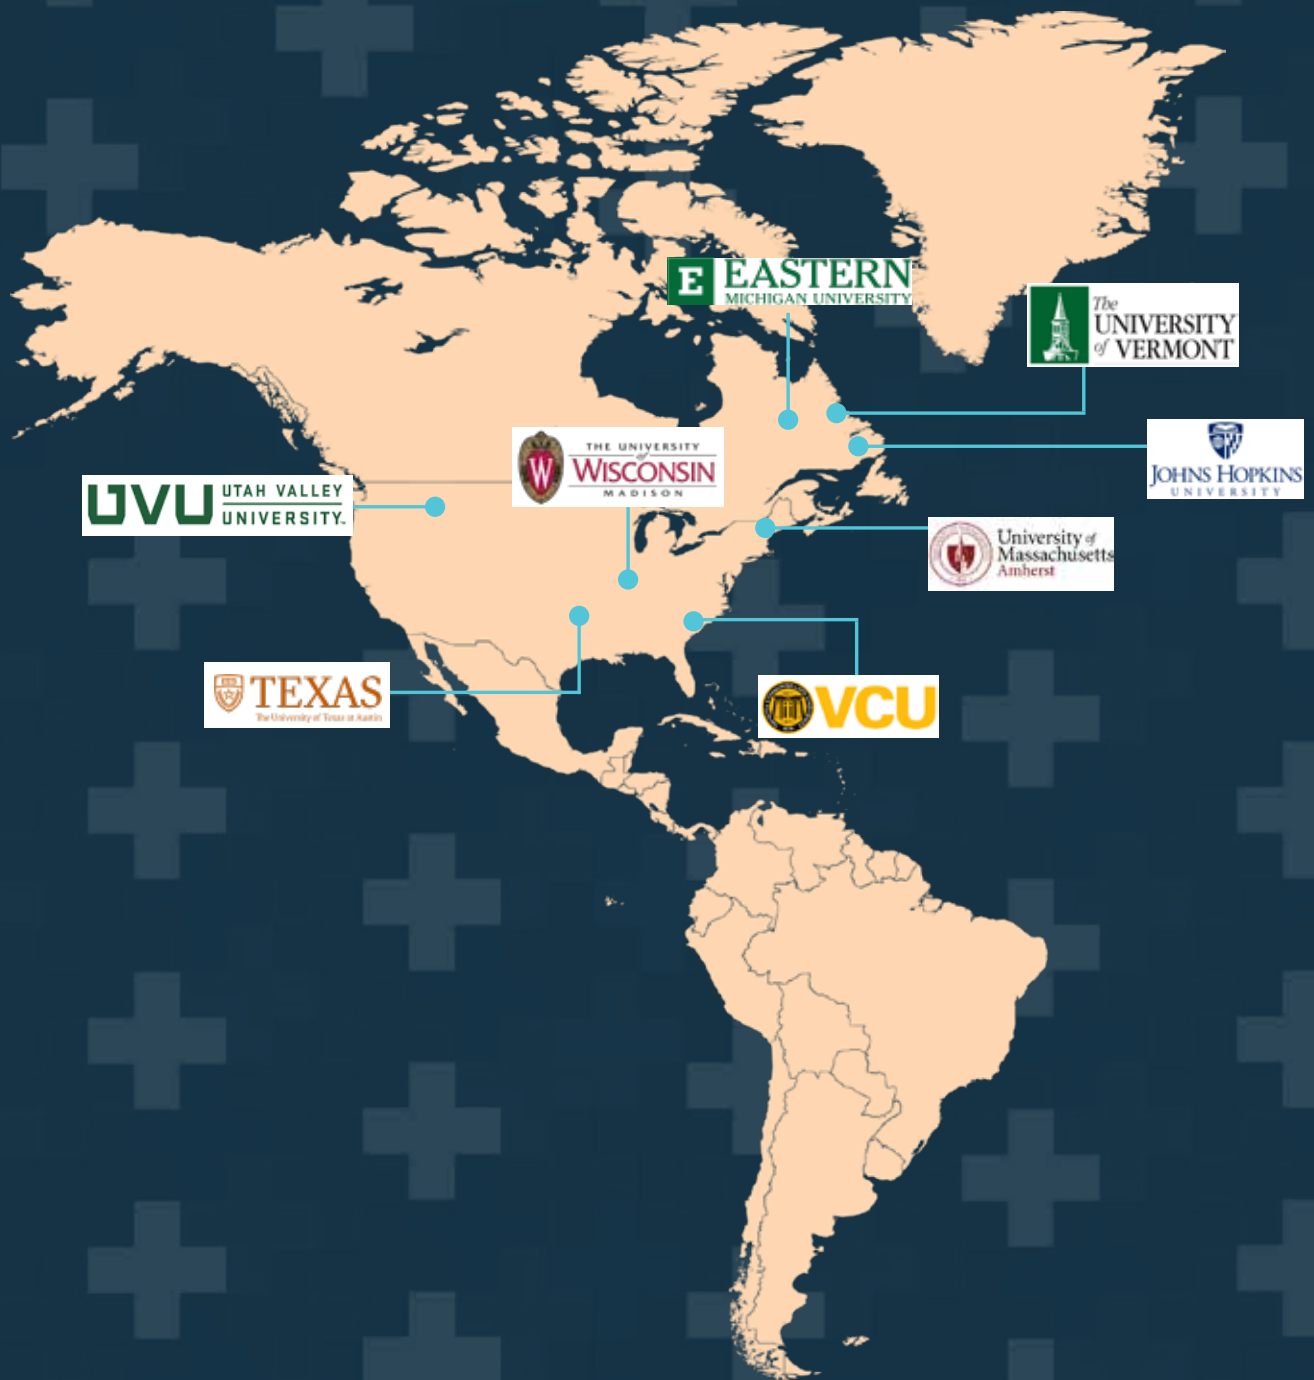 E EASTERN
MICHIGAN UNIVERSITY
The
UNIVERSITY
of VERMONT
THE UNIVERSITY
of
WISCONSIN
MADISON
W
JOHNS HOPKINS
UNIVERSITY
UVU UTAH VALLEY
UNIVERSITY
University of
Massachusetts
Amherst
TEXAS
The University of Texas at Austin
VCU